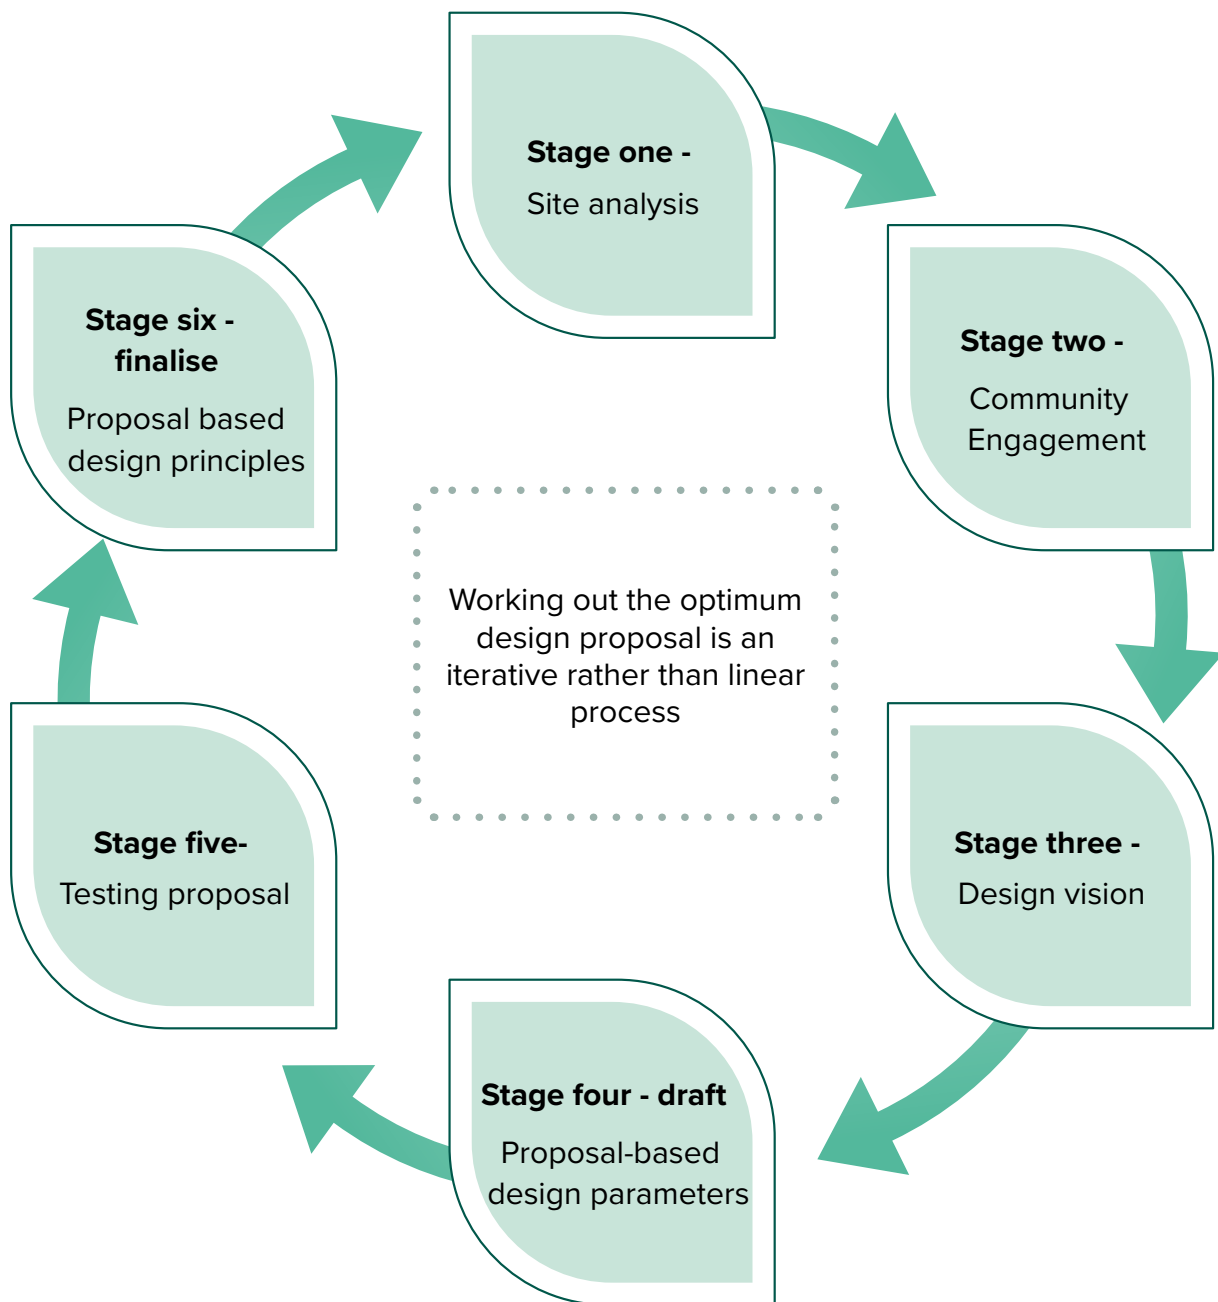 Stage one -
Site analysis
Stage two -
Community
Engagement
Stage three -
Design vision
Stage four - draft
Proposal-based
design parameters
Stage five-
Testing proposal
Stage six -
finalise
Proposal based
design principles
Working out the optimum
design proposal is an
iterative rather than linear
process